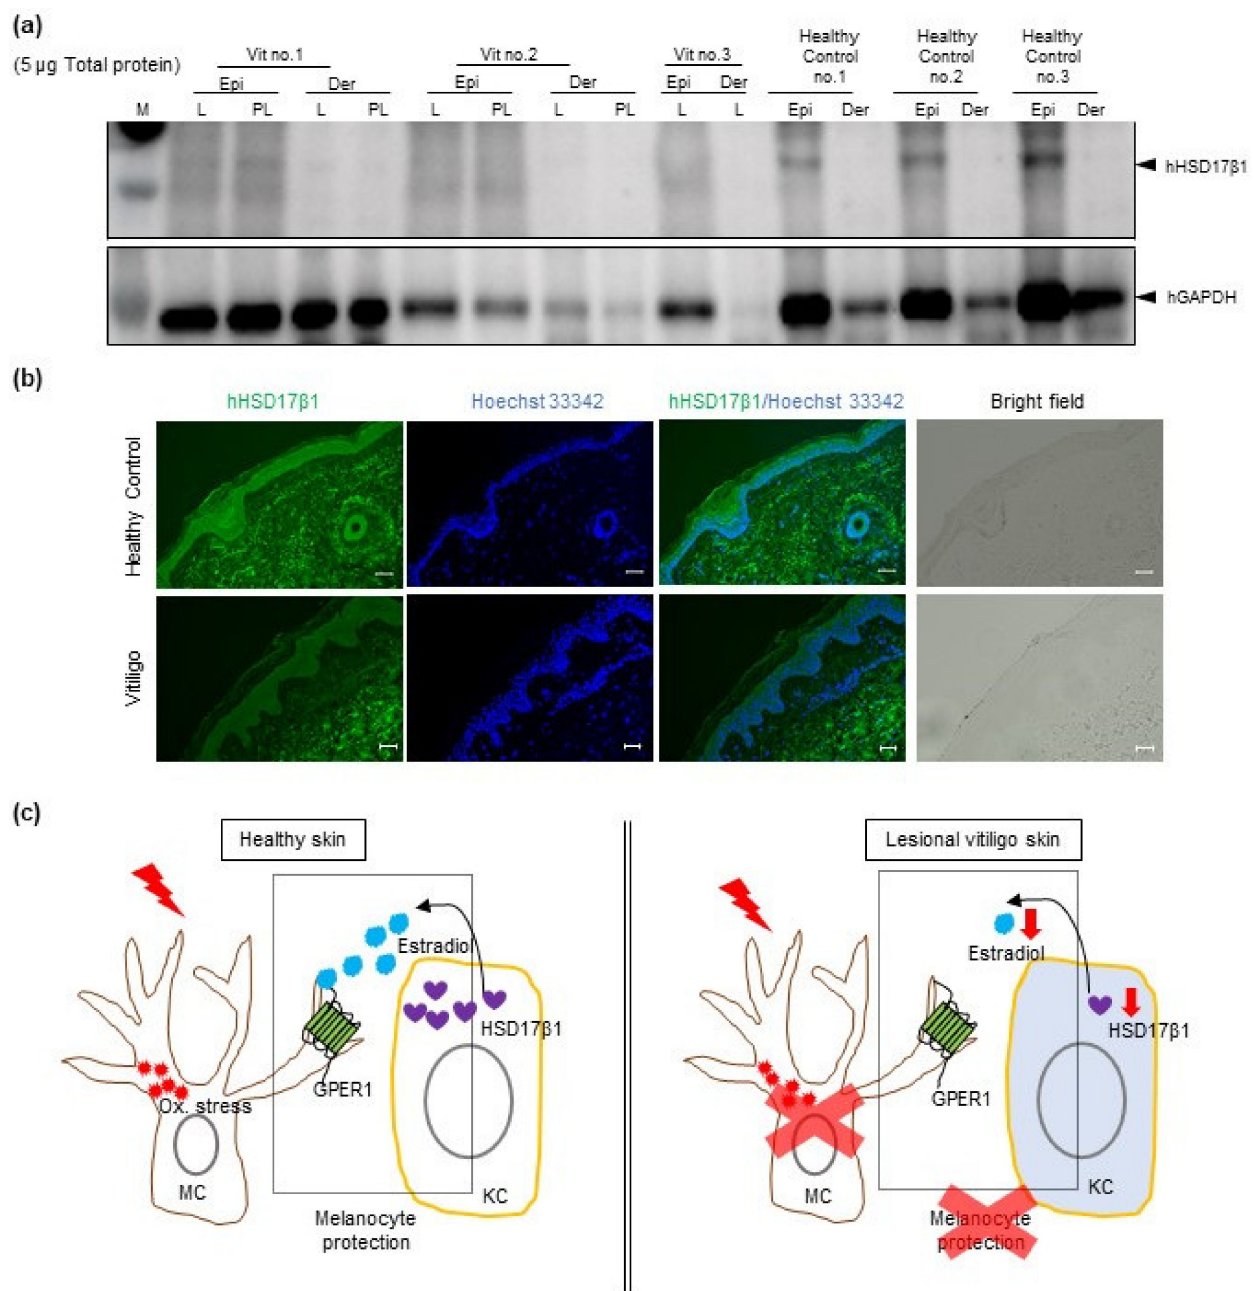 (a)
(5 µg Total protein)
Vit no.1
Vit no.2
Vit no.3
Healthy
Control
no.1
Healthy
Control
no.2
Healthy
Control
no.3
Epi Der Epi Der Epi Der Epi Der Epi Der Epi Der
M L PL L PL L PL L PL L L
hHSD17β1
hGAPDH
(b)
hHSD17β1 Hoechst 33342 hHSD17β1/Hoechst 33342 Bright field
Healthy Control
Vitiligo
(c)
Healthy skin
Estradiol
HSD17β1
GPER1
Ox. stress
MC
KC
Melanocyte
protection
Lesional vitiligo skin
Estradiol
HSD17β1
GPER1
MC
KC
Melanocyte
protection